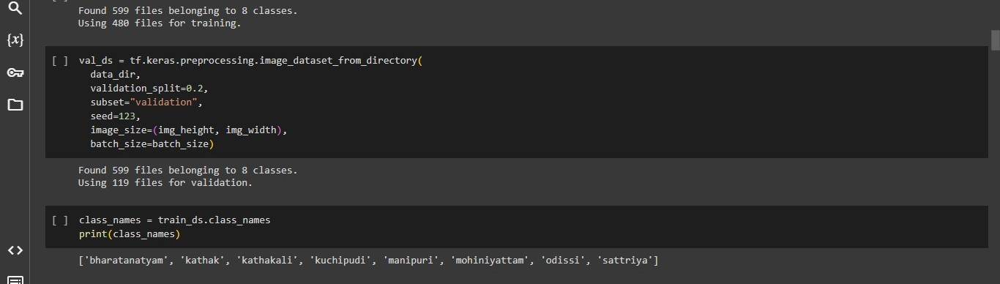 Found 599 files belonging to 8 classes.
Using 480 files for training.
{x}
[ ] val_ds = tf.keras.preprocessing.image_dataset_from_directory(
data_dir,
validation_split=0.2,
subset="validation",
seed=123,
image_size=(img_height, img_width),
batch_size=batch_size)
Found 599 files belonging to 8 classes.
Using 119 files for validation.
[ ] class_names = train_ds.class_names
print(class_names)
['bharatanatyam', 'kathak', 'kathakali', 'kuchipudi', 'manipuri', 'mohiniyattam', 'odissi', 'sattriya']